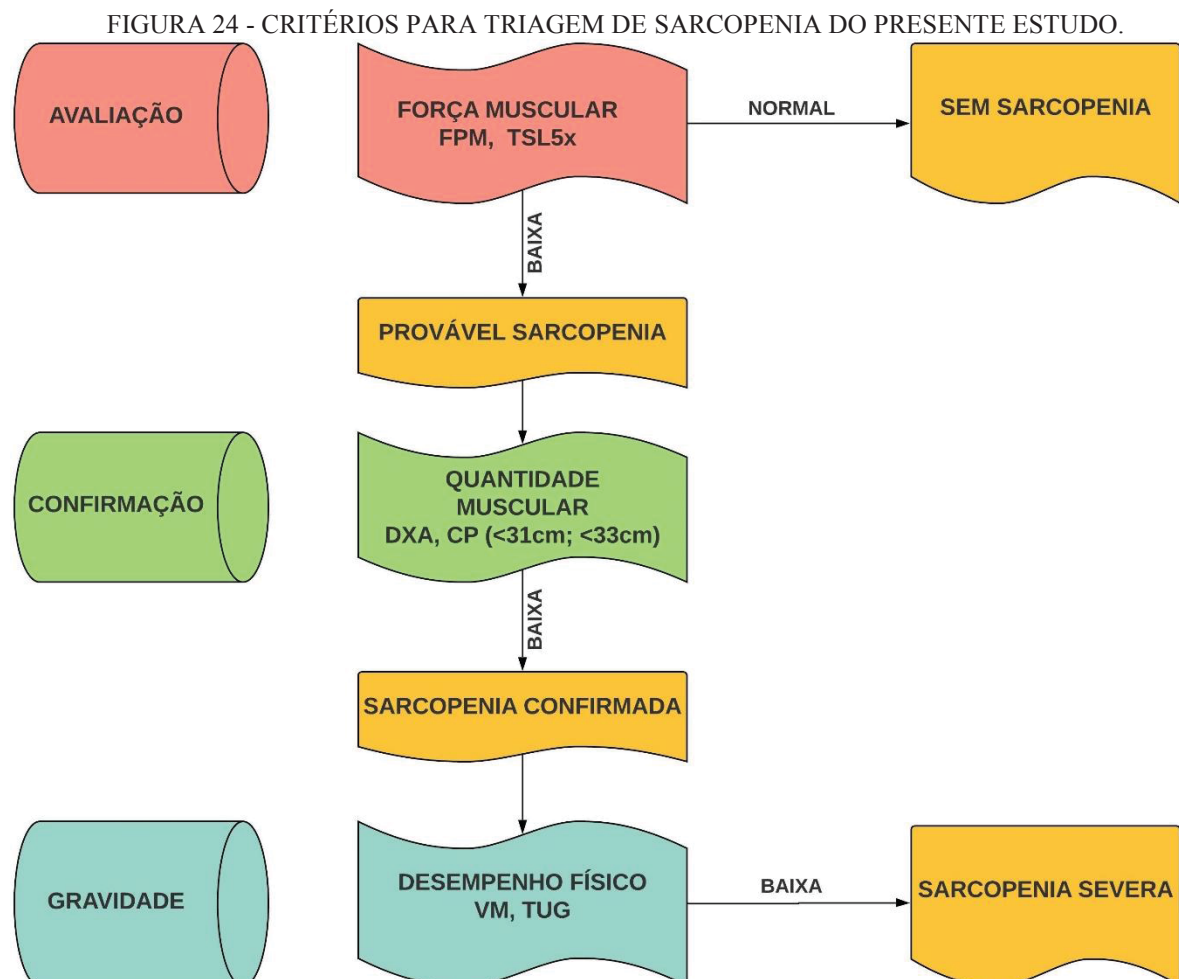 FIGURA 24 - CRITÉRIOS PARA TRIAGEM DE SARCOPENIA DO PRESENTE ESTUDO.
AVALIAÇÃO
FORÇA MUSCULAR
FPM, TSL5x
NORMAL
SEM SARCOPENIA
BAIXA
PROVÁVEL SARCOPENIA
CONFIRMAÇÃO
QUANTIDADE
MUSCULAR
DXA, CP (<31cm; <33cm)
BAIXA
SARCOPENIA CONFIRMADA
GRAVIDADE
DESEMPENHO FÍSICO
VM, TUG
BAIXA
SARCOPENIA SEVERA